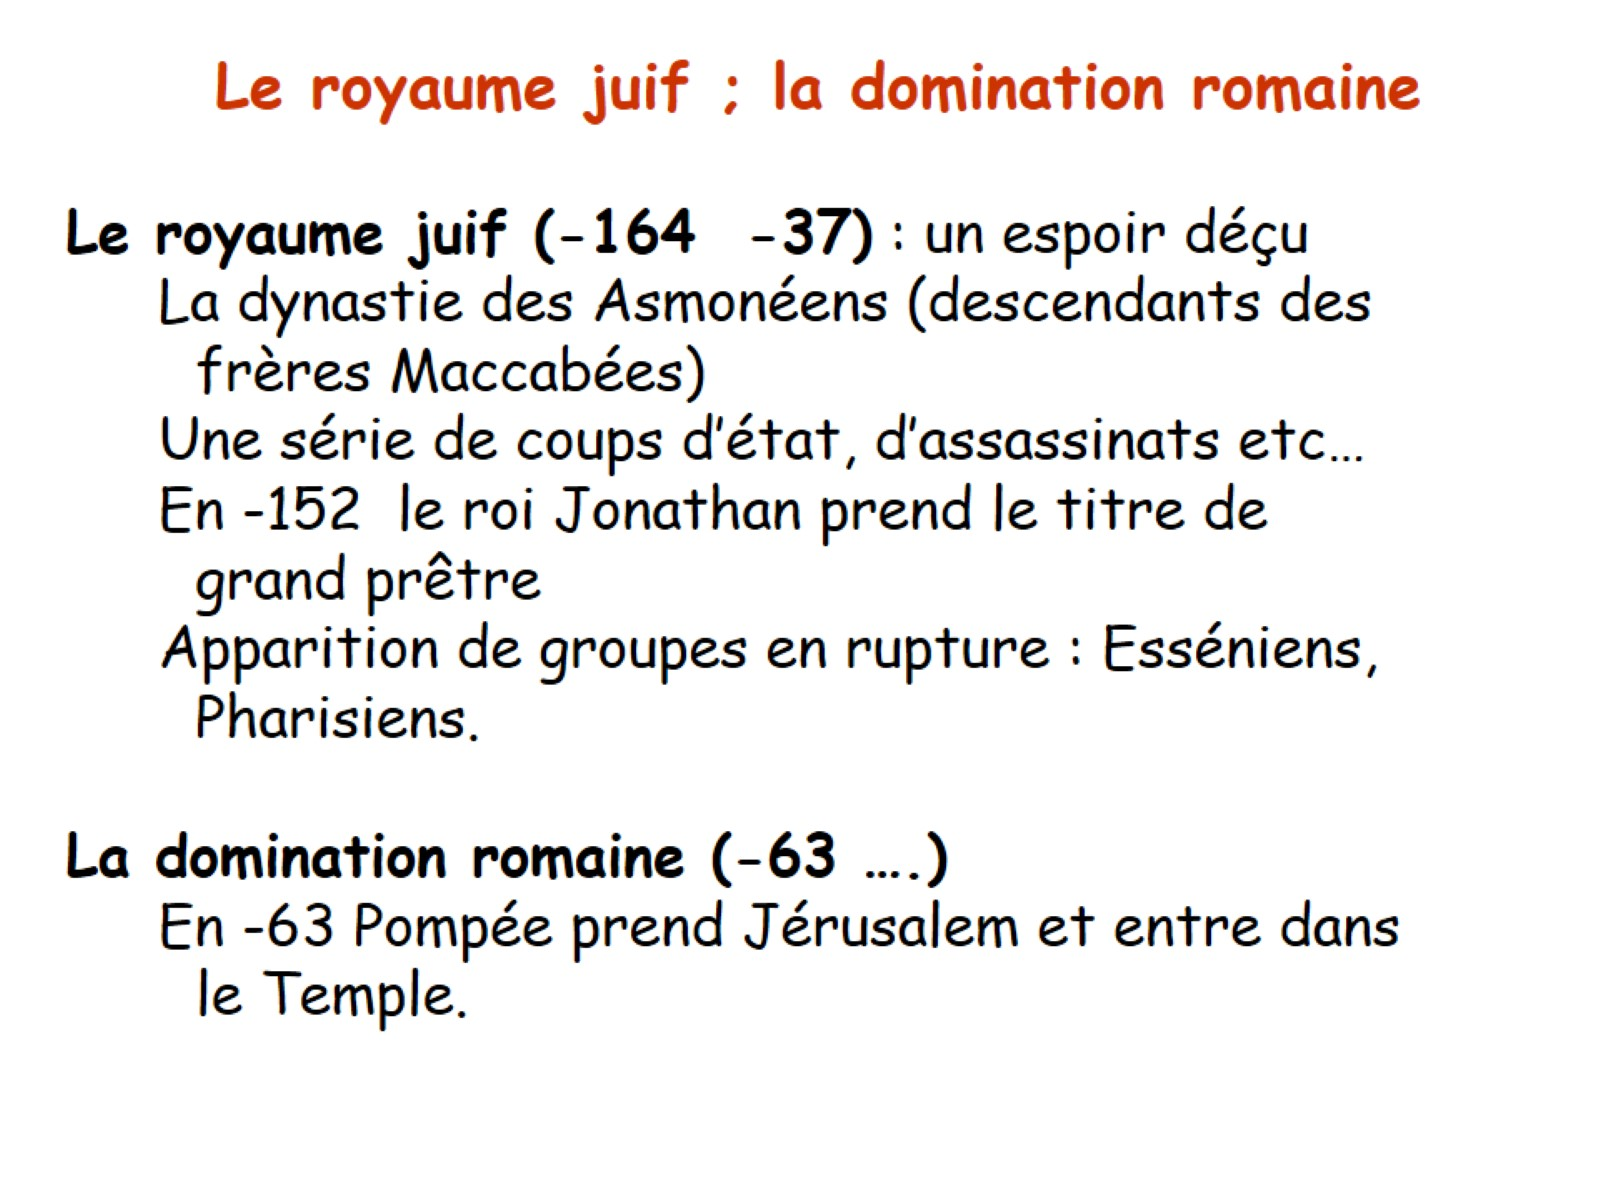 Le royaume juif ; la domination romaine
Le royaume juif (-164  -37) : un espoir déçu
La dynastie des Asmonéens (descendants des
frères Maccabées)
Une série de coups d'état, d'assassinats etc…
En -152  le roi Jonathan prend le titre de
grand prêtre
Apparition de groupes en rupture : Esséniens,
Pharisiens.
La domination romaine (-63 ….)
En -63 Pompée prend Jérusalem et entre dans
le Temple.